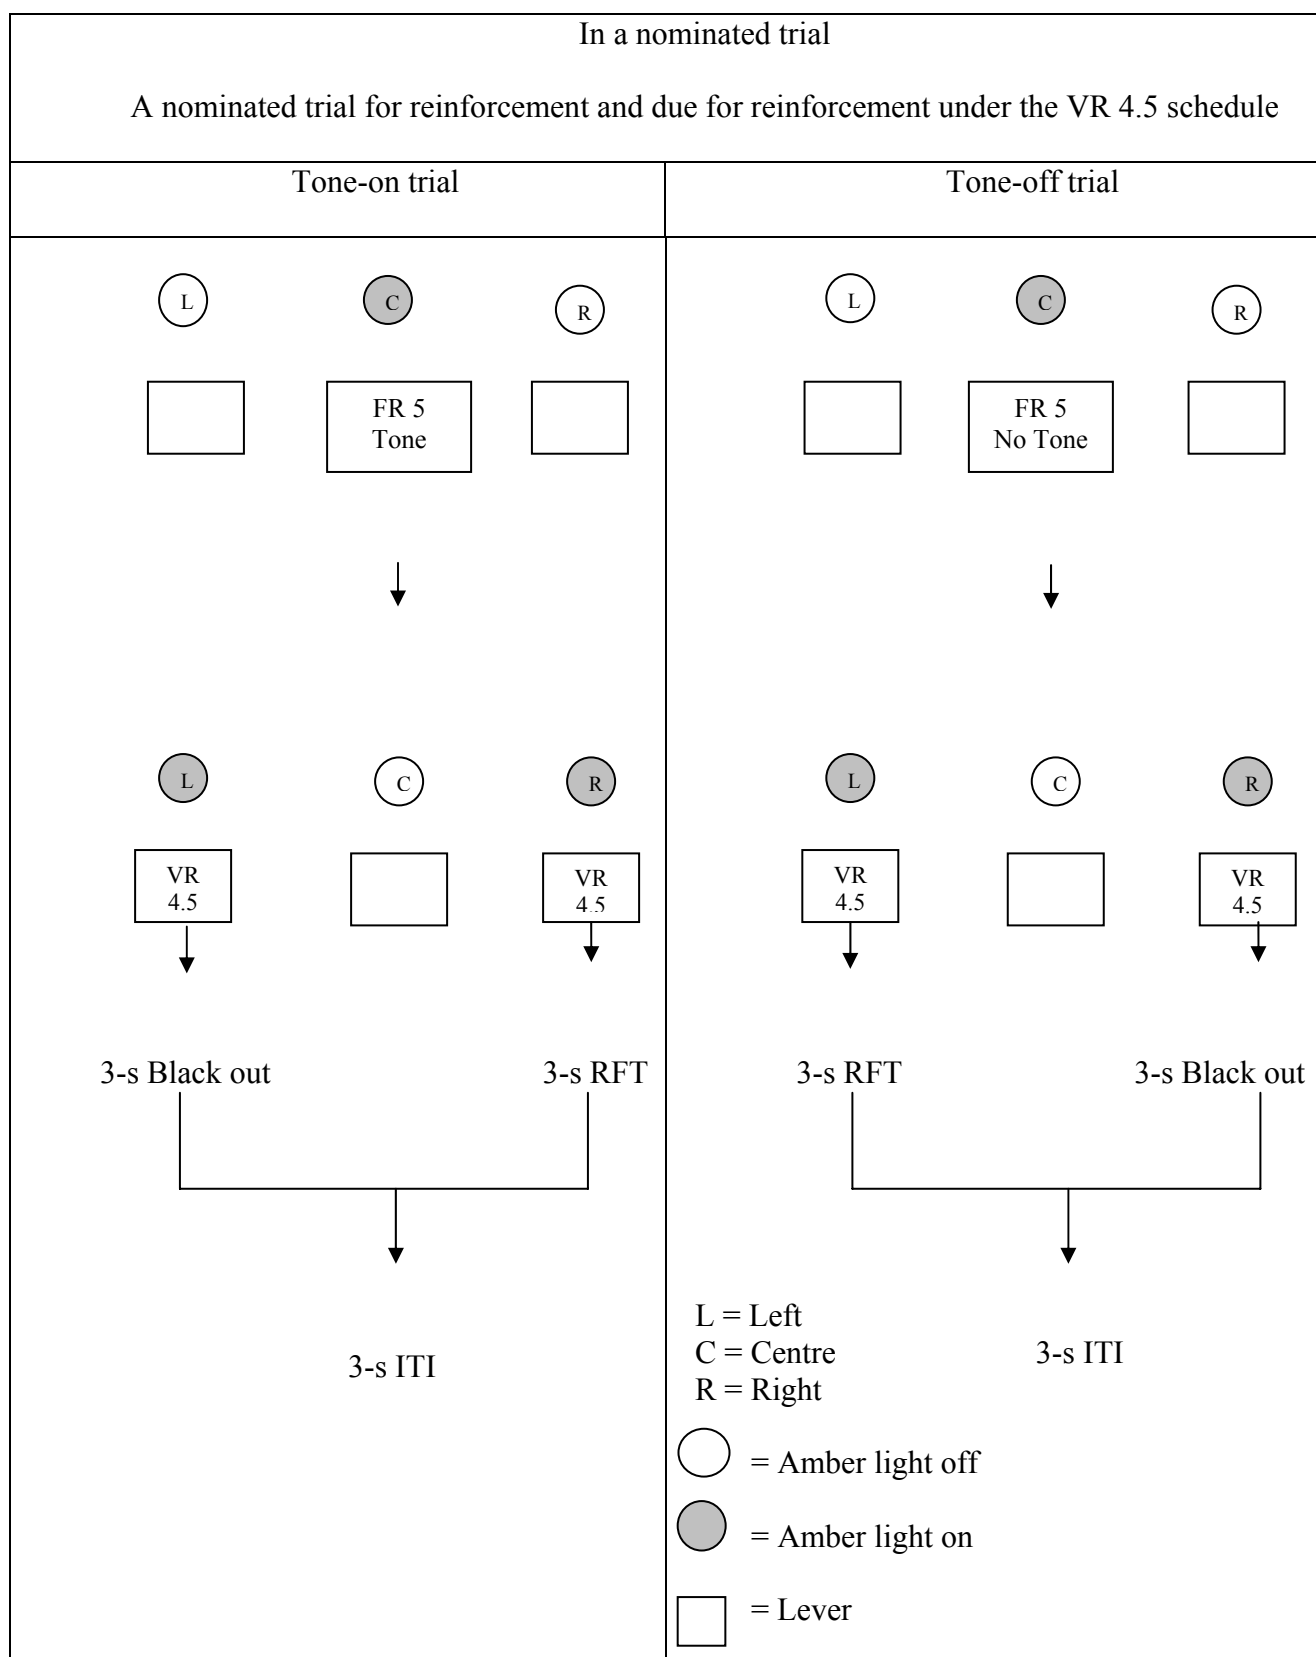 In a nominated trial
A nominated trial for reinforcement and due for reinforcement under the VR 4.5 schedule
Tone-on trial
Tone-off trial
L
C
R
L
C
R
FR 5
Tone
FR 5
No Tone
L
C
R
L
C
R
VR
4.5
VR
4.5
VR
4.5
VR
4.5
3-s Black out
3-s RFT
3-s RFT
3-s Black out
3-s ITI
L = Left
C = Centre
R = Right
3-s ITI
= Amber light off
= Amber light on
= Lever